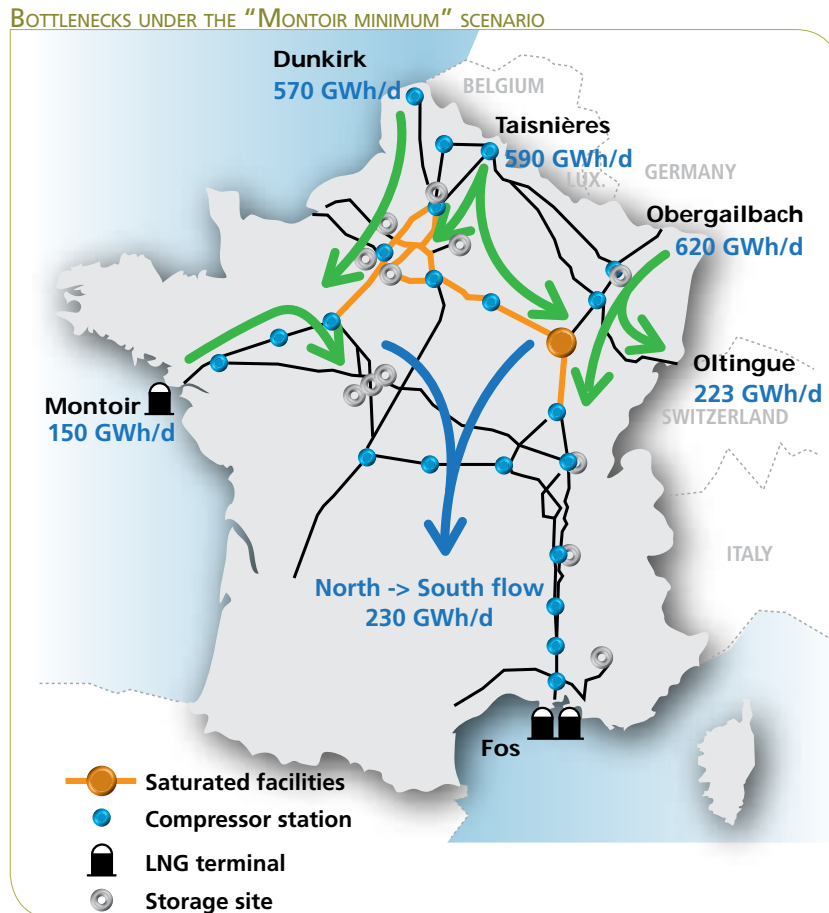 BOTTLENECKS UNDER THE “MONTOIR MINIMUM” SCENARIO
Dunkirk
570 GWh/d
BELGIUM
Taisnières
590 GWh/d
LUX.
GERMANY
Obergailbach
620 GWh/d
Oltingue
223 GWh/d
SWITZERLAND
Montoir
150 GWh/d
ITALY
North -> South flow
230 GWh/d
Fos
Saturated facilities
Compressor station
LNG terminal
Storage site